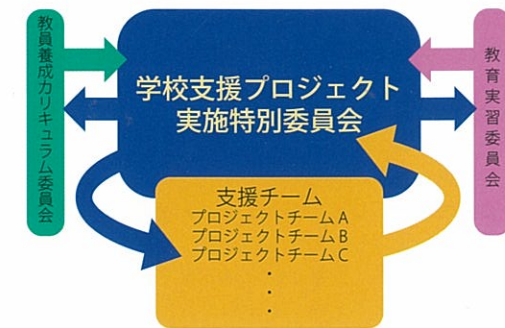 教員養成カリキュラム委員会
学校支援プロジェクト
実施特別委員会
教育実習委員会
支援チーム
プロジェクトチームA
プロジェクトチームB
プロジェクトチームC
・
・
・